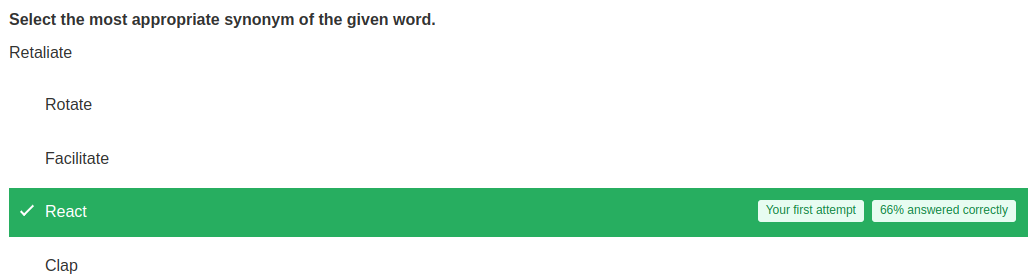 Select the most appropriate synonym of the given word.
Retaliate
Rotate
Facilitate
React Your first attempt 66% answered correctly
Clap